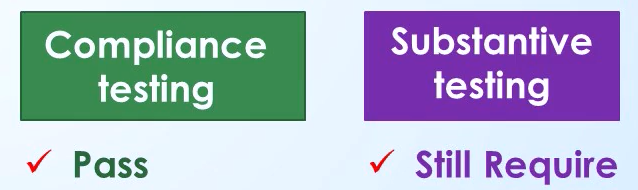 Compliance
testing
Substantive
testing
✓ Pass
✓ Still Require